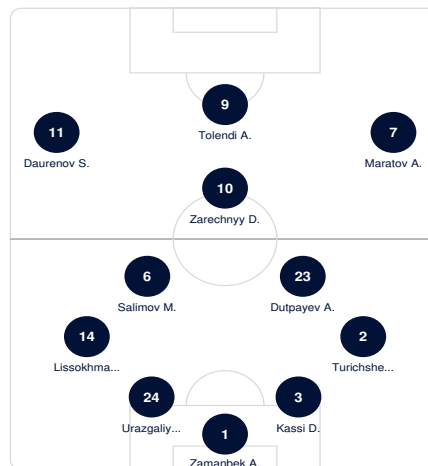 9
Tolendi A.
11
Daurenov S.
7
Maratov A.
10
Zarechnyy D.
6
Salimov M.
23
Dutpayev A.
14
Lissokhma...
2
Turichshe...
24
Urazgaliy...
3
Kassi D.
1
Zamanbek A.